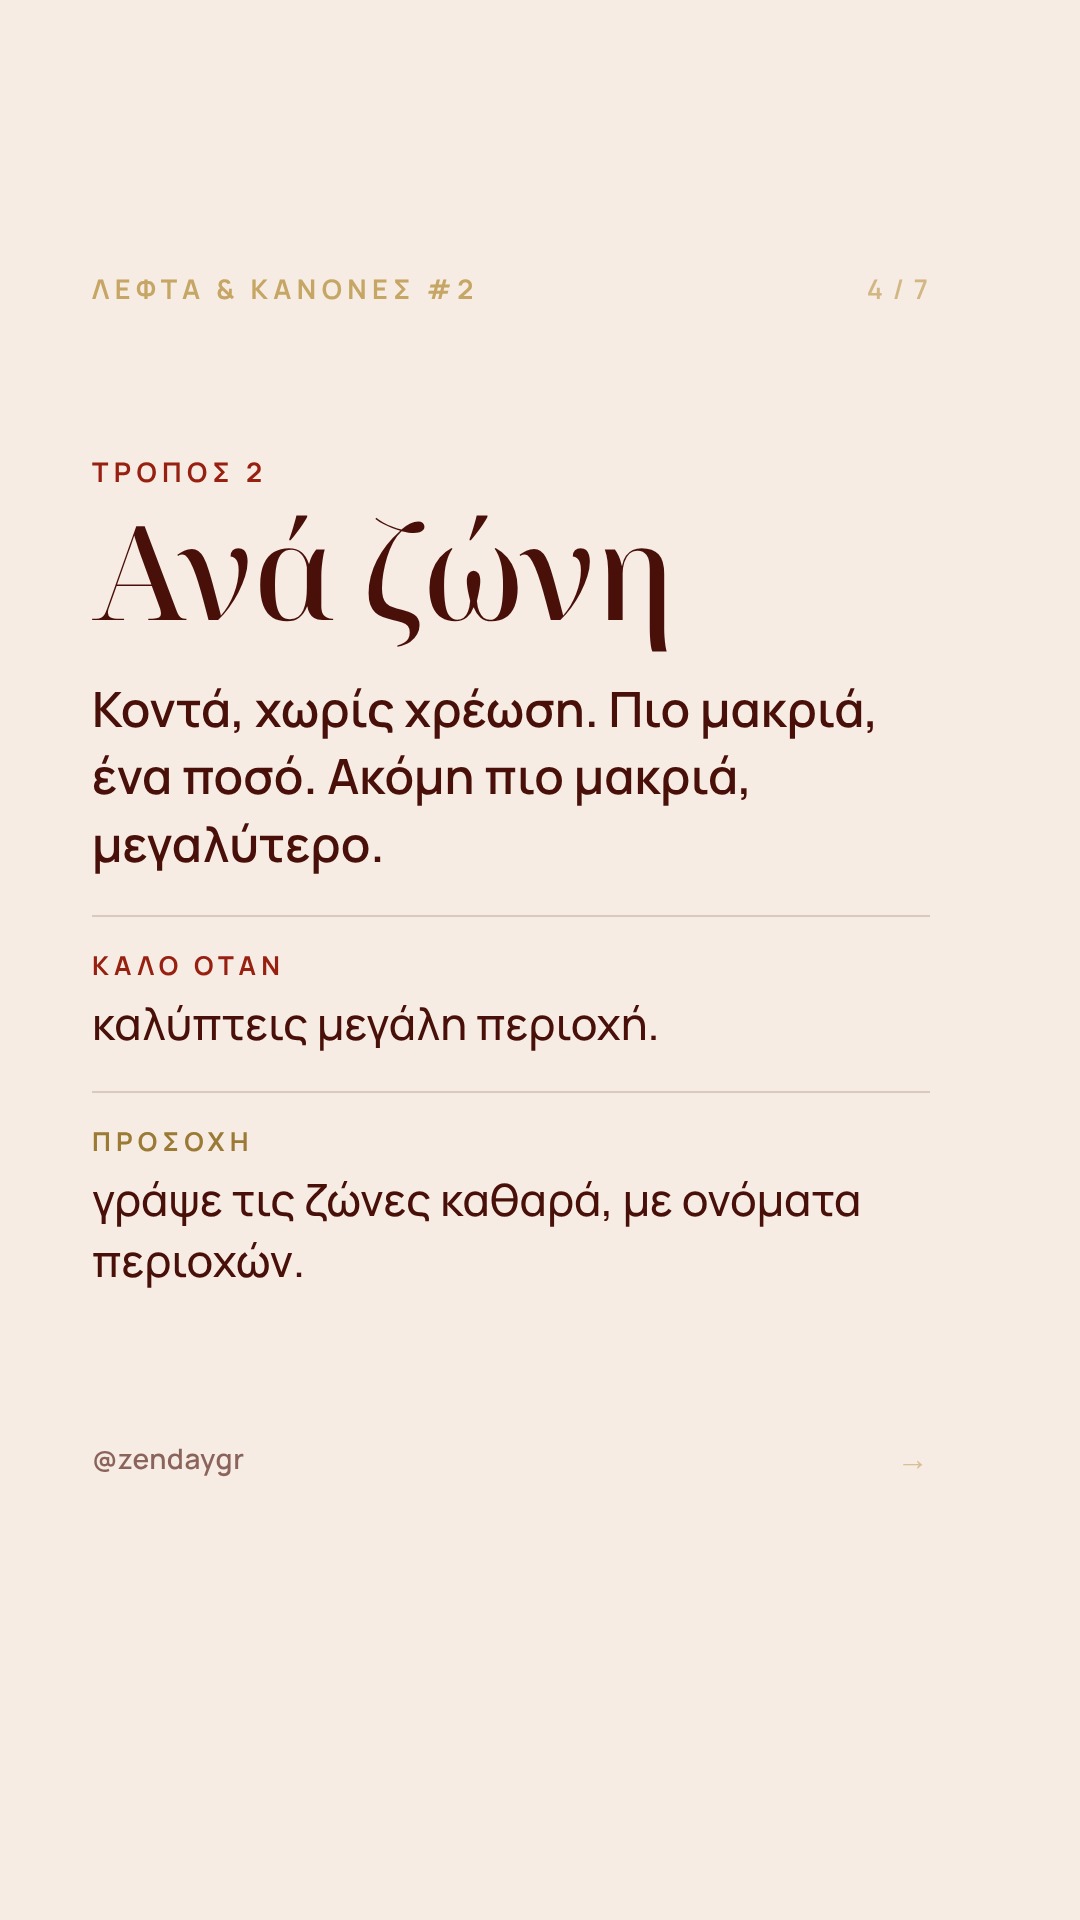 ΛΕΦΤΑ & ΚΑΝΟΝΕΣ #2
4 / 7
ΤΡΟΠΟΣ 2
Ανά ζώνη
Κοντά, χωρίς χρέωση. Πιο μακριά,
ένα ποσό. Ακόμη πιο μακριά,
μεγαλύτερο.
ΚΑΛΟ ΟΤΑΝ
καλύπτεις μεγάλη περιοχή.
ΠΡΟΣΟΧΗ
γράψε τις ζώνες καθαρά, με ονόματα
περιοχών.
@zendaygr
→